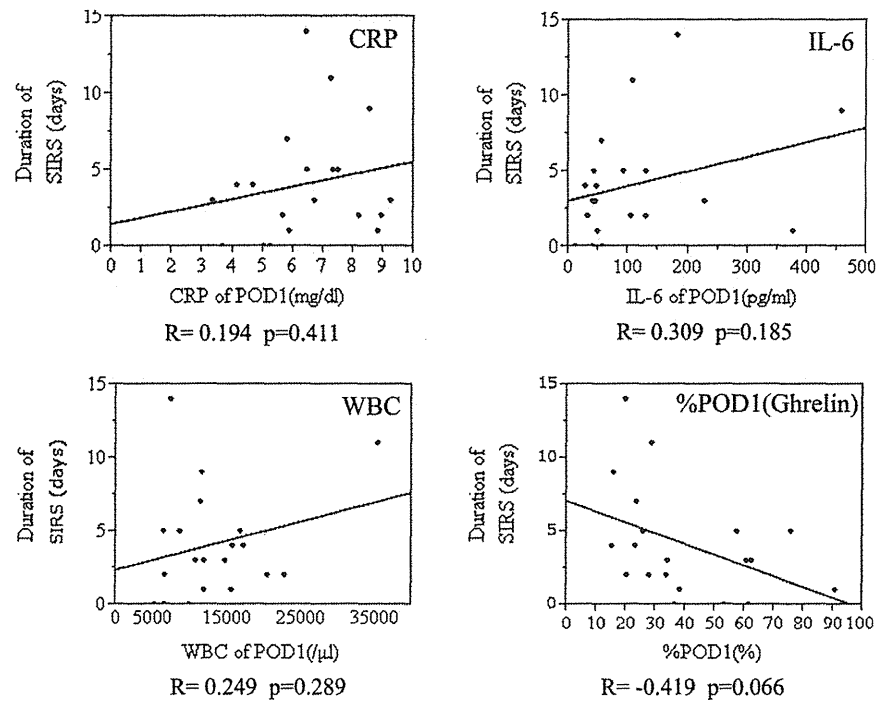 CRP
Duration of
SIRS (days)
15
10
5
0
0 1 2 3 4 5 6 7 8 9 10
CRP of POD1(mg/dl)
R= 0.194 p=0.411
IL-6
Duration of
SIRS (days)
15
10
5
0
0 100 200 300 400 500
IL-6 of POD1(pg/ml)
R= 0.309 p=0.185
WBC
Duration of
SIRS (days)
15
10
5
0
0 5000 15000 25000 35000
WBC of POD1(/µl)
R= 0.249 p=0.289
%POD1(Ghrelin)
Duration of
SIRS (days)
15
10
5
0
0 10 20 30 40 50 60 70 80 90 100
%POD1(%)
R= -0.419 p=0.066